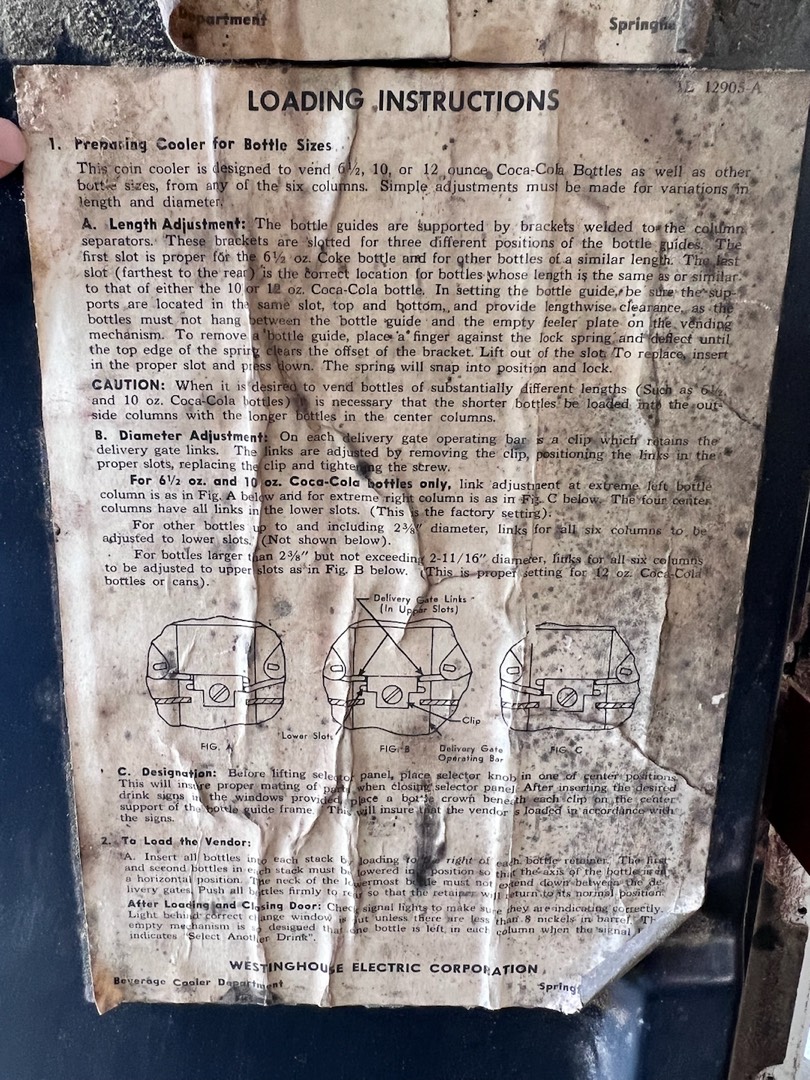 Department
LOADING INSTRUCTIONS
12905-A
1. Preparing Cooler for Bottle Sizes
This coin cooler is designed to vend 6½, 10, or 12 ounce Coca-Cola Bottles as well as other
bottle sizes, from any of the six columns. Simple adjustments must be made for variations in
length and diameter.
A. Length Adjustment: The bottle guides are supported by brackets welded to the column
separators. These brackets are slotted for three different positions of the bottle guides. The
first slot is proper for the 6½ oz. Coke bottle and for other bottles of a similar length. The last
slot (farthest to the rear) is the correct location for bottles whose length is the same as or similar
to that of either the 10 or 12 oz. Coca-Cola bottle. In setting the bottle guide, be sure the sup-
ports are located in the same slot, top and bottom, and provide lengthwise clearance, as the
bottles must not hang between the bottle guide and the empty feeler plate on the vending
mechanism. To remove a bottle guide, place a finger against the lock spring and deflect until
the top edge of the spring clears the offset of the bracket. Lift out of the slot. To replace, insert
in the proper slot and press down. The spring will snap into position and lock.
CAUTION: When it is desired to vend bottles of substantially different lengths (Such as 6½
and 10 oz. Coca-Cola bottles) is necessary that the shorter bottles be loaded into the out-
side columns with the longer bottles in the center columns.
B. Diameter Adjustment: On each delivery gate operating bar is a clip which retains the
delivery gate links. The links are adjusted by removing the clip, positioning the links in the
proper slots, replacing the clip and tightening the screw.
For 6½ oz. and 10 oz. Coca-Cola bottles only, link adjustment at extreme left bottle
column is as in Fig. A below and for extreme right column is as in Fig. C below. The four center
columns have all links in the lower slots. (This is the factory setting).
For other bottles up to and including 2⅜" diameter, links for all six columns to be
adjusted to lower slots. (Not shown below).
For bottles larger than 2⅜" but not exceeding 2-11/16" diameter, links for all six columns
to be adjusted to upper slots as in Fig. B below. (This is proper setting for 12 oz. Coca-Cola
bottles or cans).
Delivery Gate Links
(In Upper Slots)
Lower Slots
Clip
FIG. A
FIG. B
Delivery Gate
Operating Bar
FIG. C
C. Designation: Before lifting selector panel, place selector knob in one of center positions.
This will insure proper mating of parts when closing selector panel. After inserting the desired
drink signs in the windows provided, place a bottle crown beneath each clip on the center
support of the bottle guide frame. This will insure that the vendor is loaded in accordance with
the signs.
2. To Load the Vendor:
A. Insert all bottles into each stack by loading to the right of each bottle retainer. The first
and second bottles in each stack must be lowered in position so that the axis of the bottle is in
a horizontal position. The neck of the lowermost bottle must not extend down between the de-
livery gates. Push all bottles firmly to rear so that the retainer will return to its normal position.
After Loading and Closing Door: Check signal lights to make sure they are indicating correctly.
Light behind correct change window is out unless there are less than 8 nickels in barrel. The
empty mechanism is so designed that one bottle is left in each column when the signal
indicates "Select Another Drink".
WESTINGHOUSE ELECTRIC CORPORATION
Beverage Cooler Department